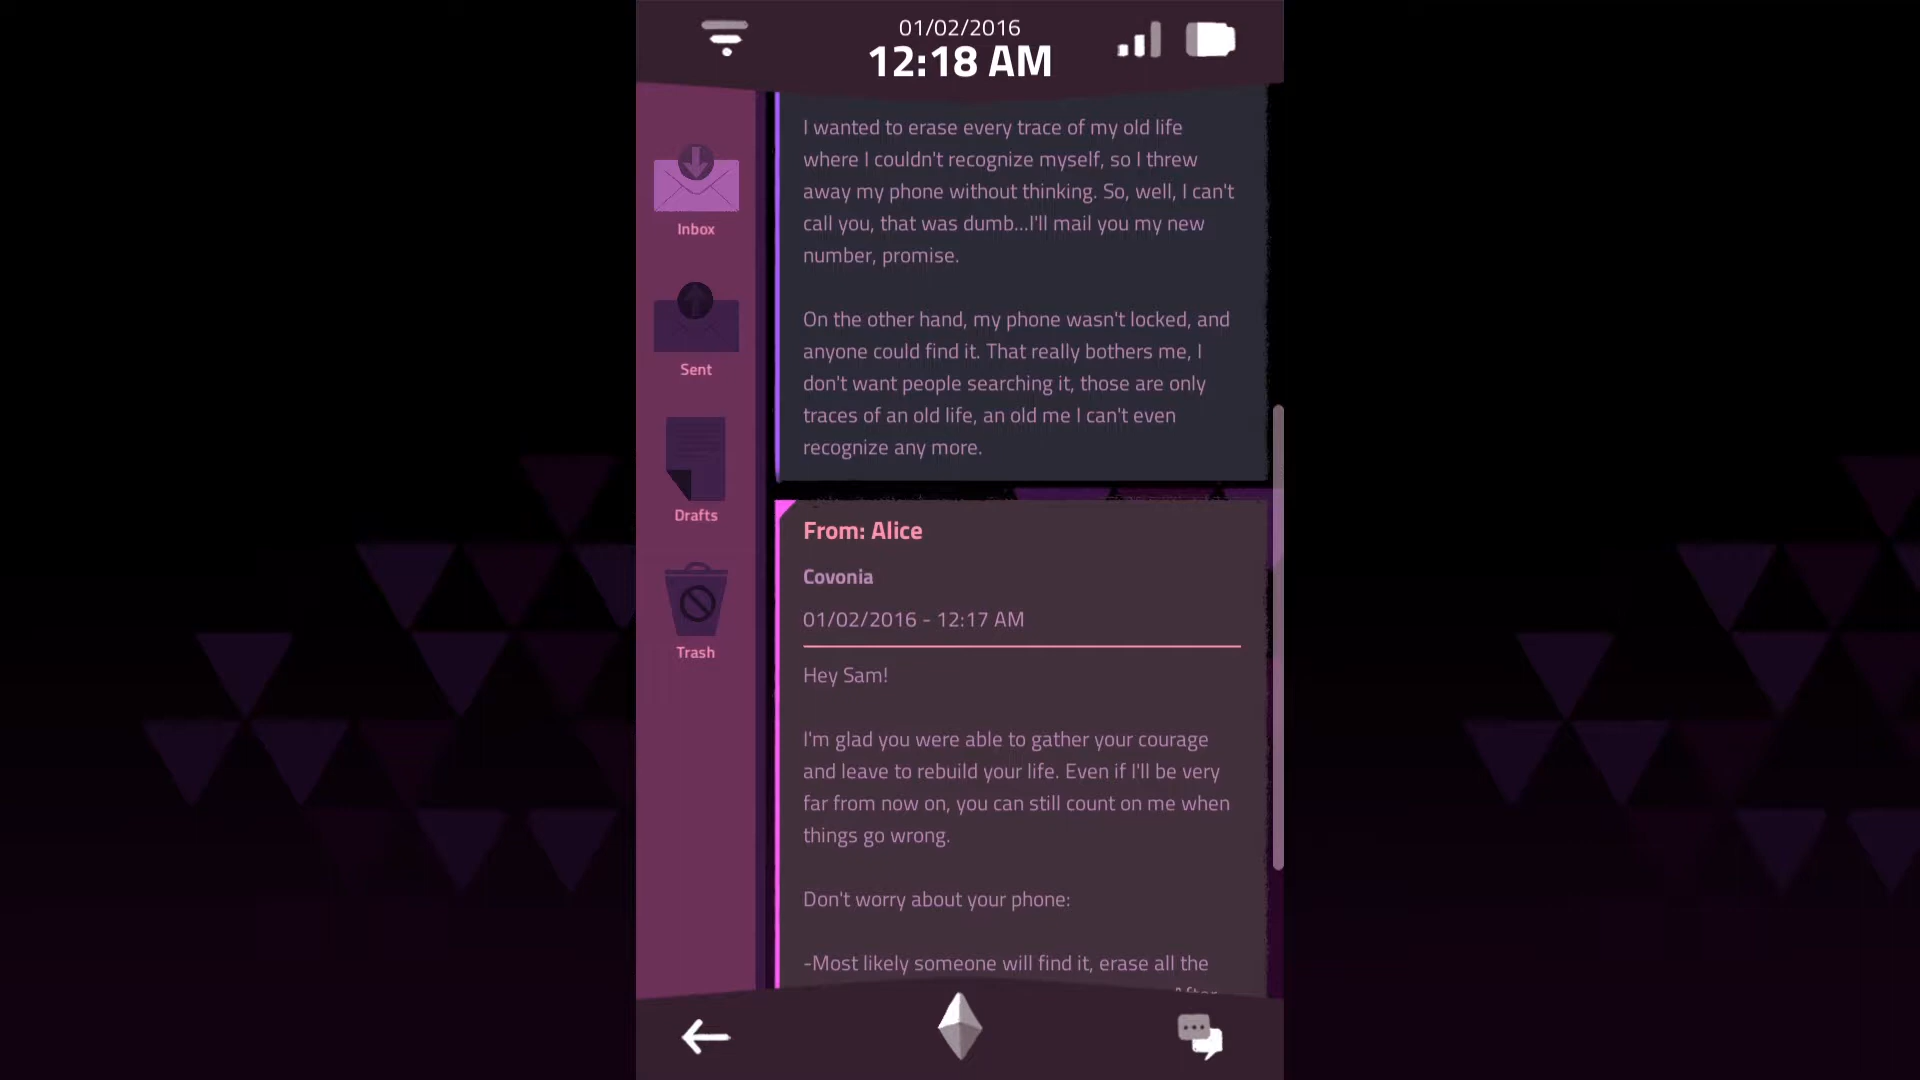 01/02/2016
12:18 AM
Inbox
Sent
Drafts
Trash
I wanted to erase every trace of my old life
where I couldn't recognize myself, so I threw
away my phone without thinking. So, well, I can't
call you, that was dumb...I'll mail you my new
number, promise.
On the other hand, my phone wasn't locked, and
anyone could find it. That really bothers me, I
don't want people searching it, those are only
traces of an old life, an old me I can't even
recognize any more.
From: Alice
Covonia
01/02/2016 - 12:17 AM
Hey Sam!
I'm glad you were able to gather your courage
and leave to rebuild your life. Even if I'll be very
far from now on, you can still count on me when
things go wrong.
Don't worry about your phone:
-Most likely someone will find it, erase all the